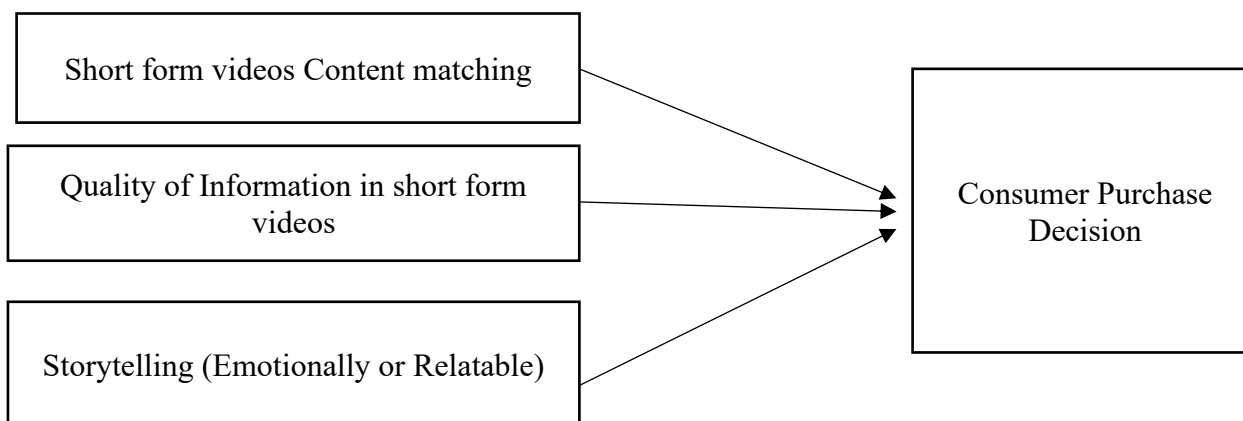 Short form videos Content matching
Quality of Information in short form
videos
Storytelling (Emotionally or Relatable)
Consumer Purchase
Decision